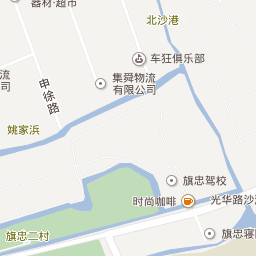 器材·超市
北沙港
车狂俱乐部
流
公司
集舜物流
有限公司
申徐路
姚家浜
旗忠驾校
时尚咖啡
光华路沙
旗忠二村
旗忠寝